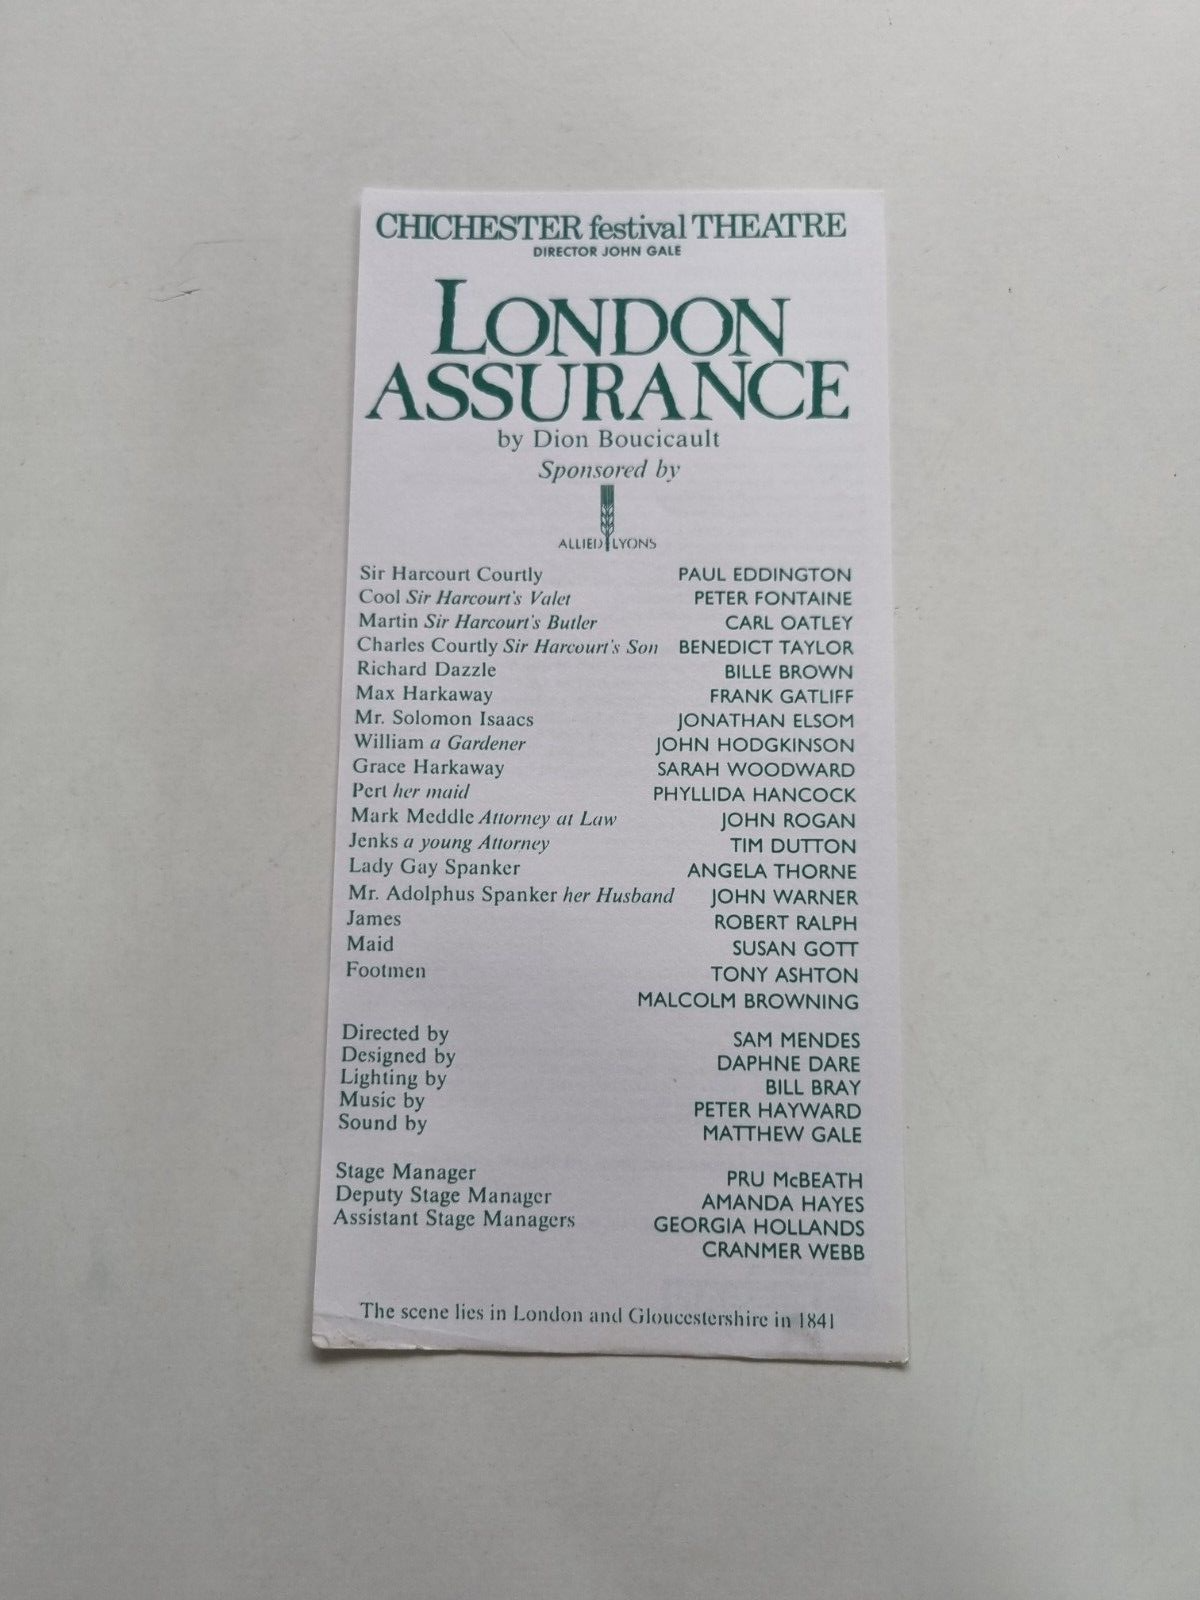 CHICHESTER festival THEATRE
DIRECTOR JOHN GALE
LONDON
ASSURANCE
by Dion Boucicault
Sponsored by
ALLIED LYONS
Sir Harcourt Courtly PAUL EDDINGTON
Cool Sir Harcourt's Valet PETER FONTAINE
Martin Sir Harcourt's Butler CARL OATLEY
Charles Courtly Sir Harcourt's Son BENEDICT TAYLOR
Richard Dazzle BILLE BROWN
Max Harkaway FRANK GATLIFF
Mr. Solomon Isaacs JONATHAN ELSOM
William a Gardener JOHN HODGKINSON
Grace Harkaway SARAH WOODWARD
Pert her maid PHYLLIDA HANCOCK
Mark Meddle Attorney at Law JOHN ROGAN
Jenks a young Attorney TIM DUTTON
Lady Gay Spanker ANGELA THORNE
Mr. Adolphus Spanker her Husband JOHN WARNER
James ROBERT RALPH
Maid SUSAN GOTT
Footmen TONY ASHTON
MALCOLM BROWNING
Directed by SAM MENDES
Designed by DAPHNE DARE
Lighting by BILL BRAY
Music by PETER HAYWARD
Sound by MATTHEW GALE
Stage Manager PRU McBEATH
Deputy Stage Manager AMANDA HAYES
Assistant Stage Managers GEORGIA HOLLANDS
CRANMER WEBB
The scene lies in London and Gloucestershire in 1841